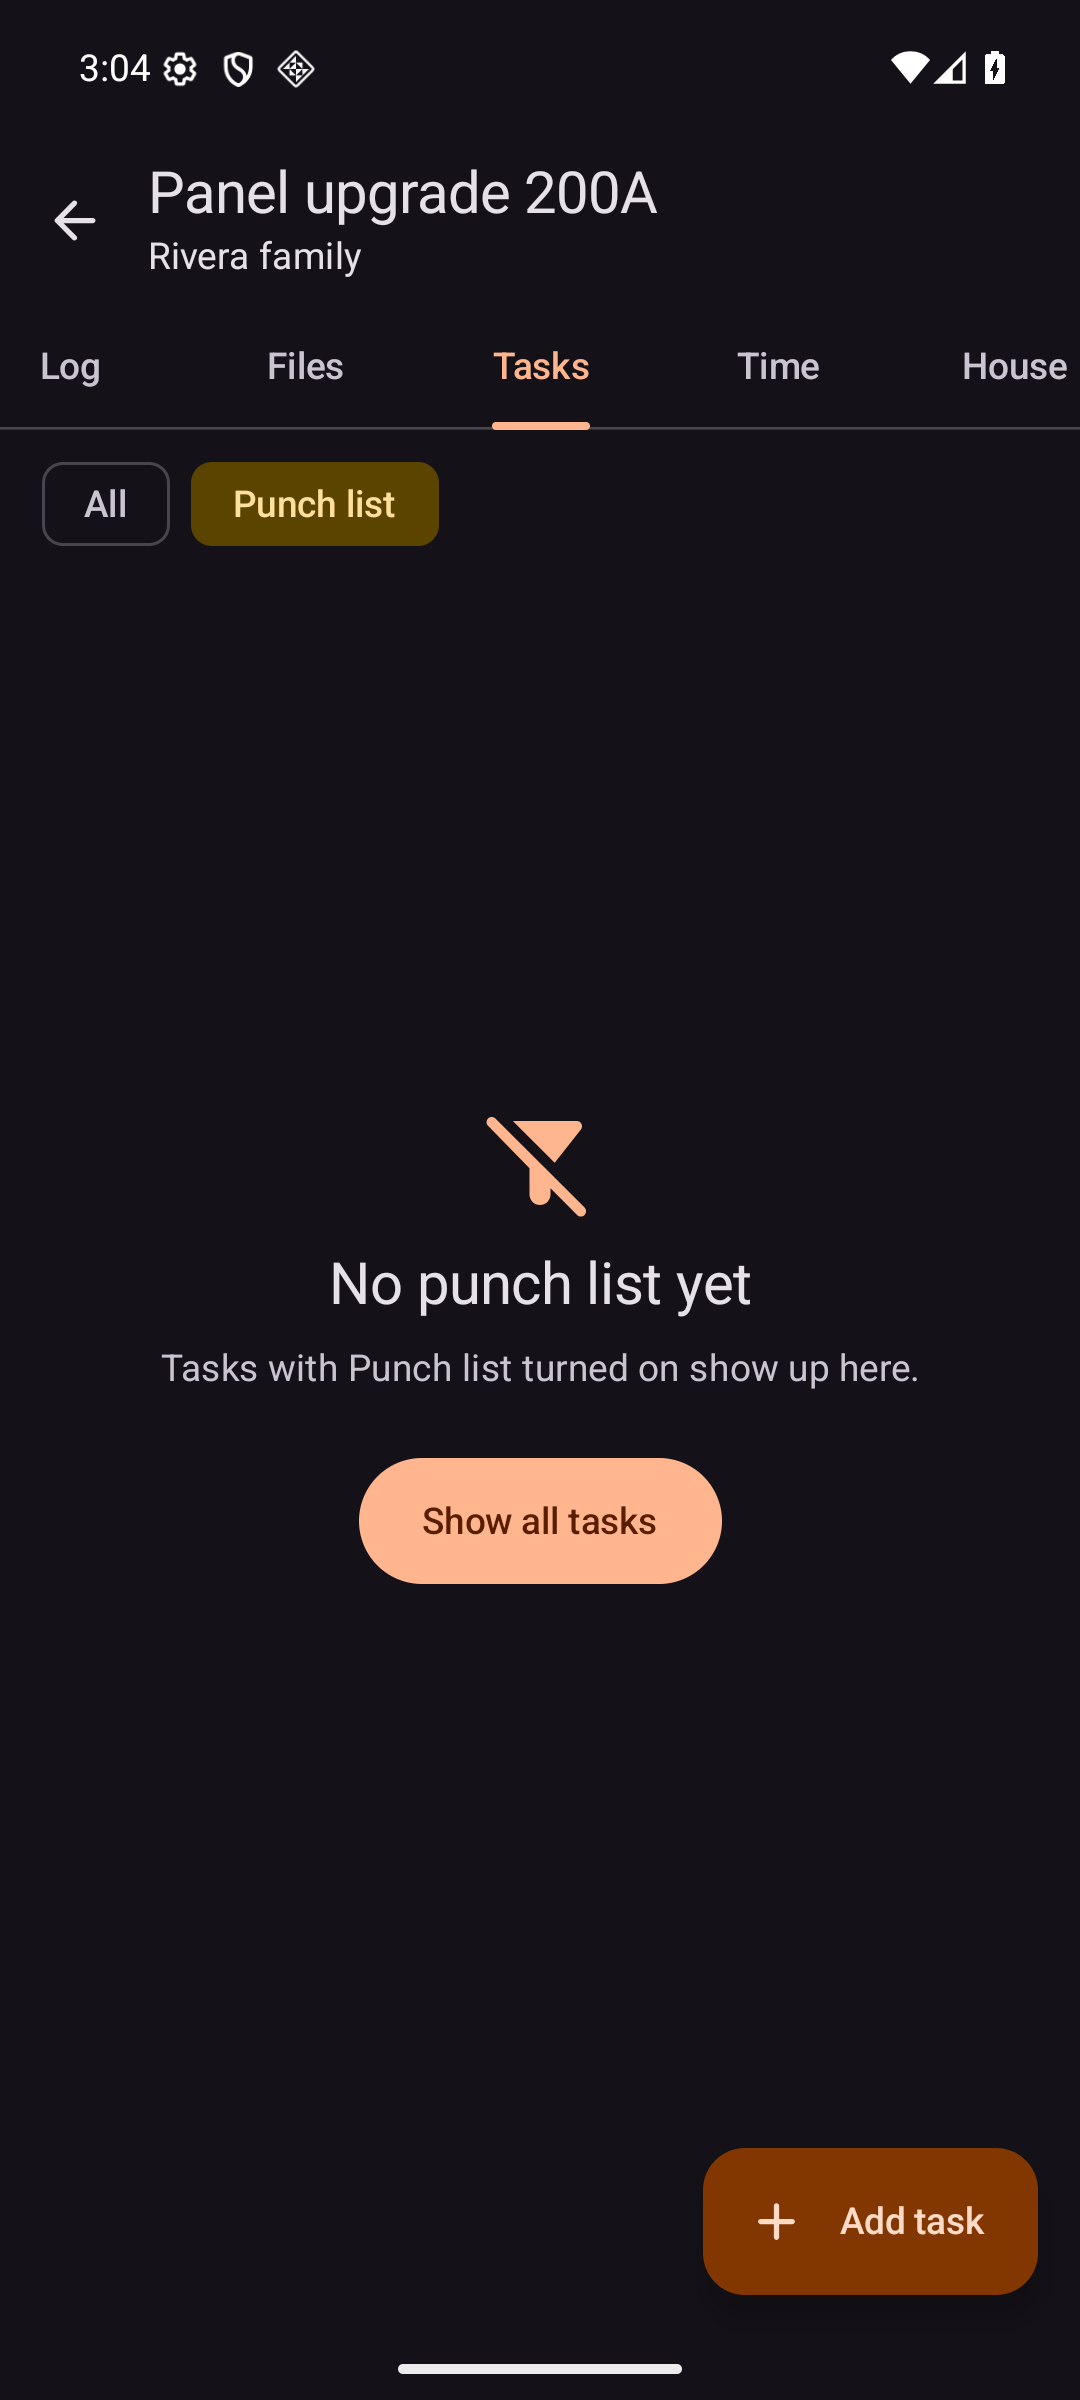 3:04
Panel upgrade 200A
Rivera family
Log Files Tasks Time House
All Punch list
No punch list yet
Tasks with Punch list turned on show up here.
Show all tasks
Add task